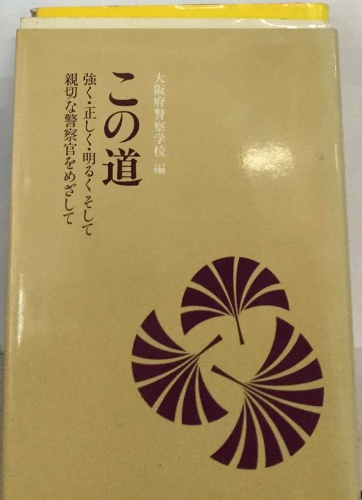 大阪府警察学校 編
この道
強く・正しく・明るく そして
親切な警察官をめざして